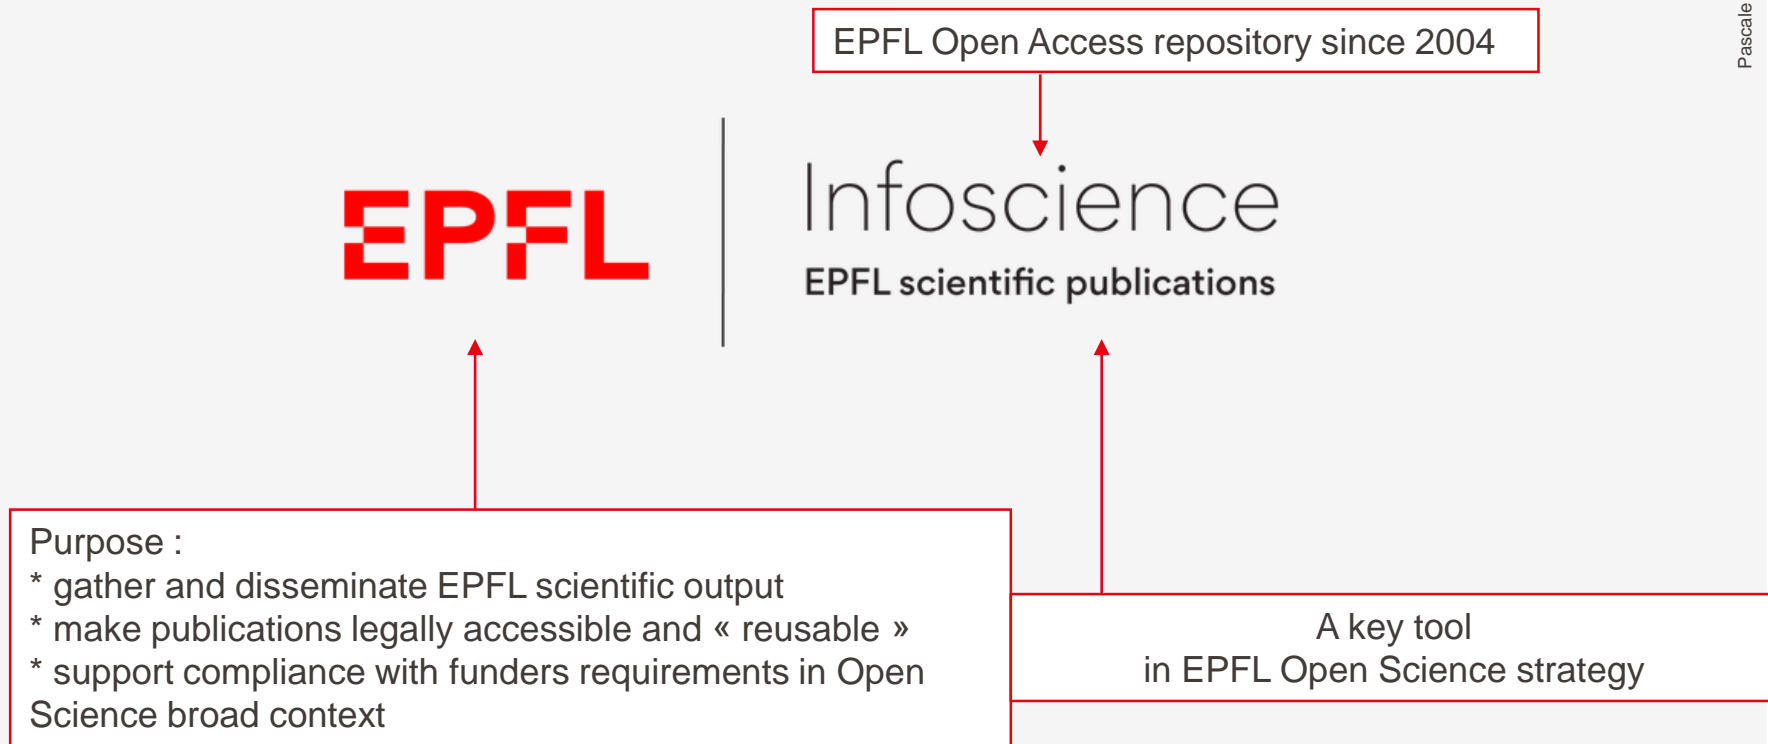 EPFL Open Access repository since 2004
Pascale
EPFL
Infoscience
EPFL scientific publications
Purpose :
* gather and disseminate EPFL scientific output
* make publications legally accessible and « reusable »
* support compliance with funders requirements in Open
Science broad context
A key tool
in EPFL Open Science strategy